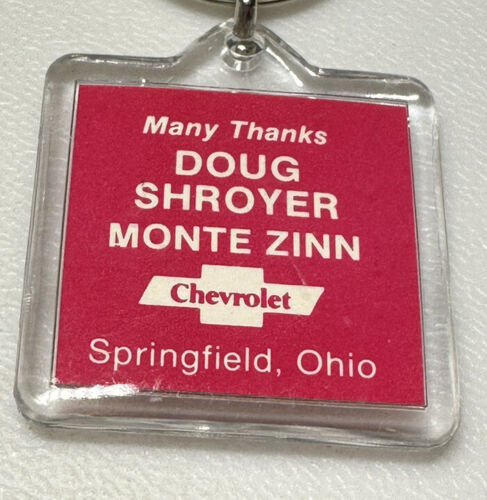 Many Thanks
DOUG
SHROYER
MONTE ZINN
Chevrolet
Springfield, Ohio